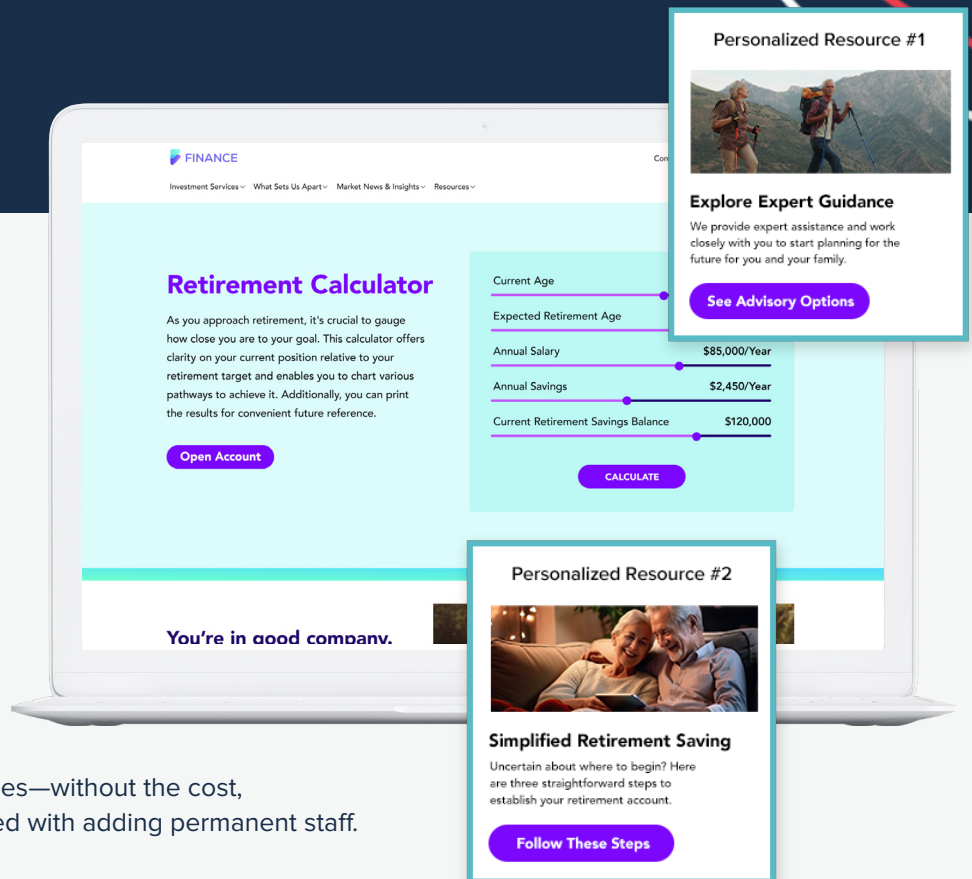 Personalized Resource #1
Explore Expert Guidance
We provide expert assistance and work
closely with you to start planning for the
future for you and your family.
See Advisory Options
FINANCE
Investment Services
What Sets Us Apart
Market News & Insights
Resources
Retirement Calculator
As you approach retirement, it's crucial to gauge
how close you are to your goal. This calculator offers
clarity on your current position relative to your
retirement target and enables you to chart various
pathways to achieve it. Additionally, you can print
the results for convenient future reference.
Open Account
Current Age
Expected Retirement Age
Annual Salary $85,000/Year
Annual Savings $2,450/Year
Current Retirement Savings Balance $120,000
CALCULATE
You're in good company.
Personalized Resource #2
Simplified Retirement Saving
Uncertain about where to begin? Here
are three straightforward steps to
establish your retirement account.
Follow These Steps
es—without the cost,
ed with adding permanent staff.